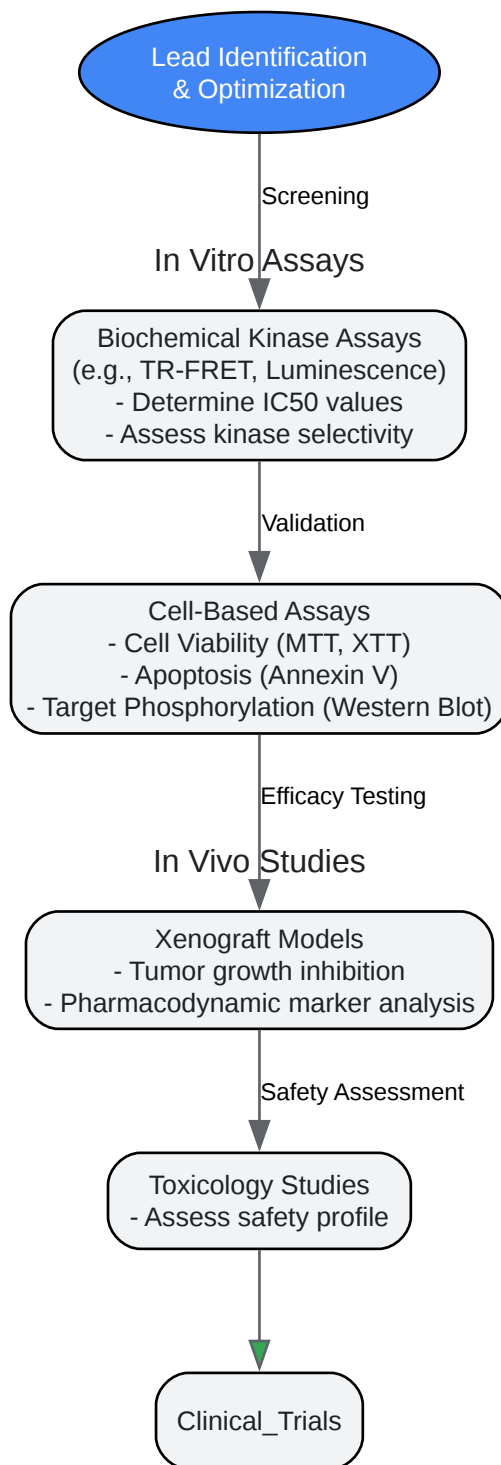 Lead Identification
& Optimization
Screening
In Vitro Assays
Biochemical Kinase Assays
(e.g., TR-FRET, Luminescence)
- Determine IC50 values
- Assess kinase selectivity
Validation
Cell-Based Assays
- Cell Viability (MTT, XTT)
- Apoptosis (Annexin V)
- Target Phosphorylation (Western Blot)
Efficacy Testing
In Vivo Studies
Xenograft Models
- Tumor growth inhibition
- Pharmacodynamic marker analysis
Safety Assessment
Toxicology Studies
- Assess safety profile
Clinical_Trials